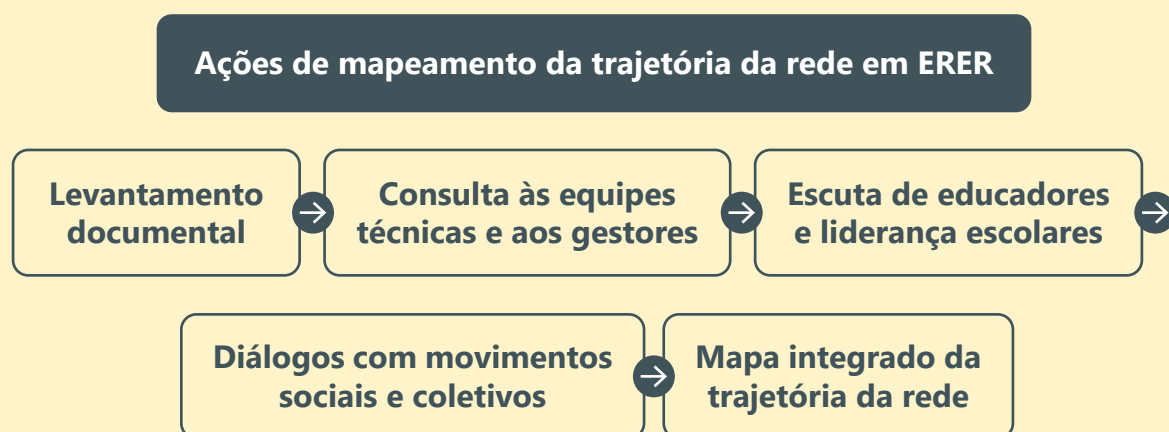 Ações de mapeamento da trajetória da rede em ERER
Levantamento
documental
Consulta às equipes
técnicas e aos gestores
Escuta de educadores
e liderança escolares
Diálogos com movimentos
sociais e coletivos
Mapa integrado da
trajetória da rede